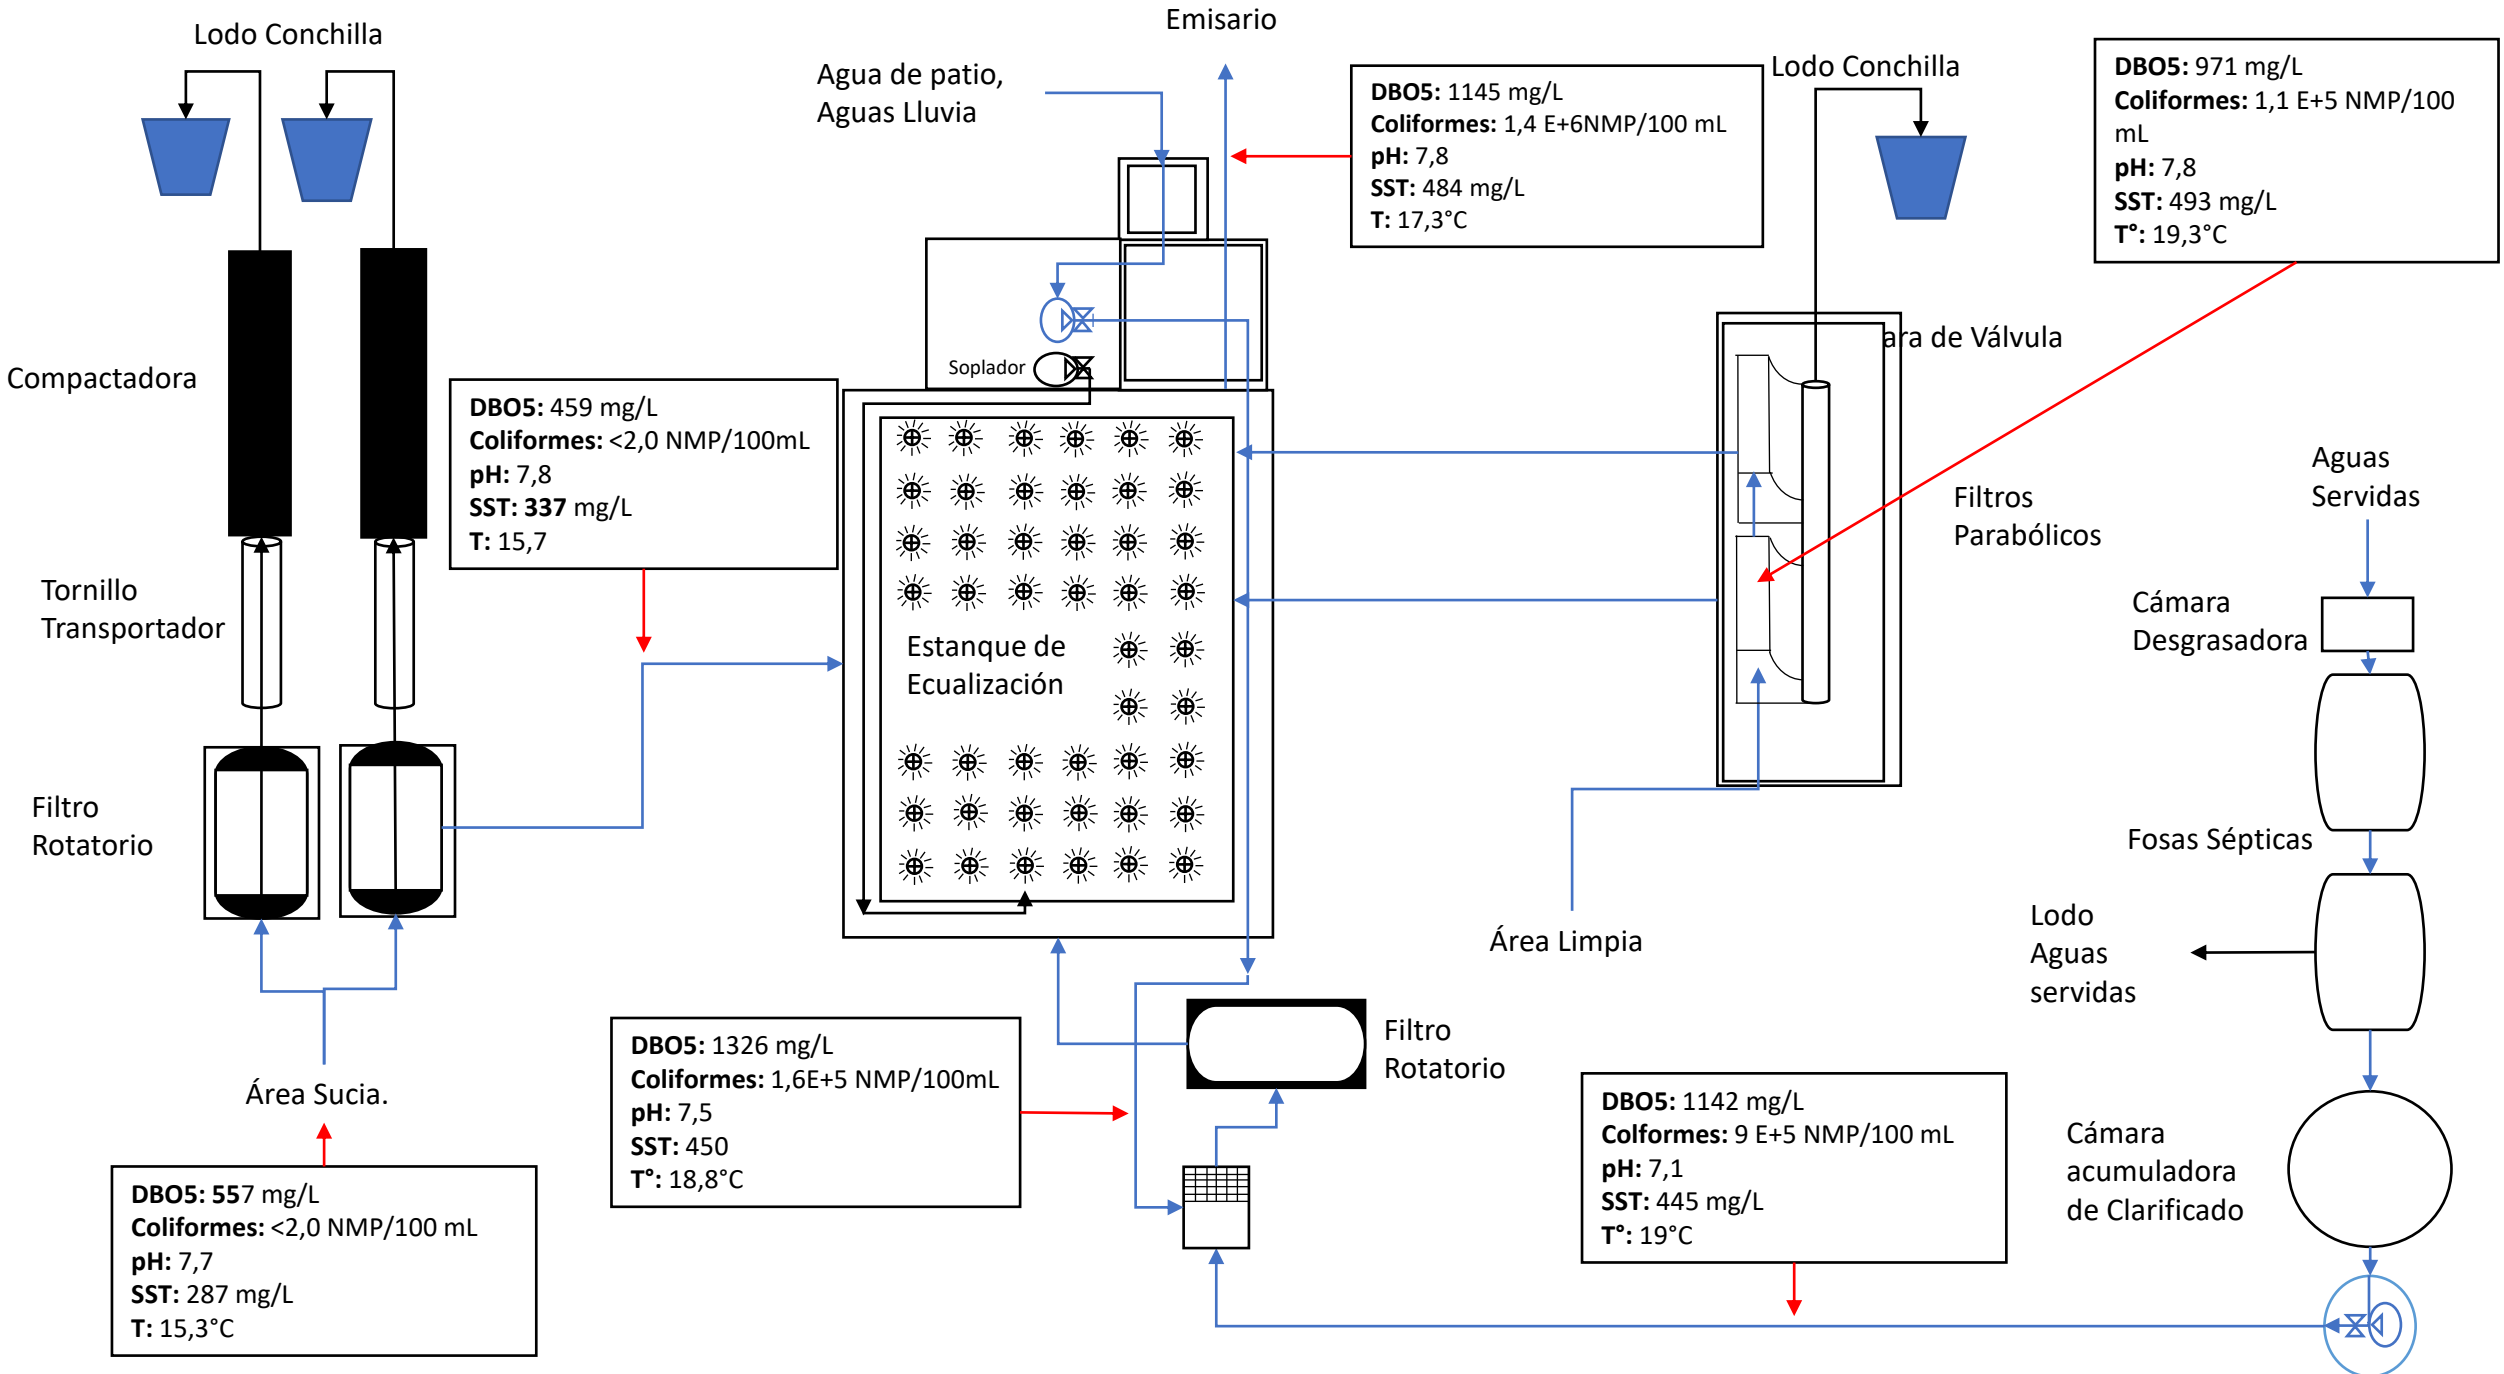 Emisario
Lodo Conchilla
Agua de patio,
Aguas Lluvia
DBO5: 1145 mg/L
Coliformes: 1,4 E+6NMP/100 mL
pH: 7,8
SST: 484 mg/L
T: 17,3°C
Lodo Conchilla
DBO5: 971 mg/L
Coliformes: 1,1 E+5 NMP/100
mL
pH: 7,8
SST: 493 mg/L
T°: 19,3°C
ara de Válvula
Soplador
Compactadora
DBO5: 459 mg/L
Coliformes: <2,0 NMP/100mL
pH: 7,8
SST: 337 mg/L
T: 15,7
Filtros
Parabólicos
Aguas
Servidas
Tornillo
Transportador
Estanque de
Ecualización
Cámara
Desgrasadora
Filtro
Rotatorio
Fosas Sépticas
Área Limpia
Lodo
Aguas
servidas
Filtro
Rotatorio
Área Sucia.
DBO5: 1326 mg/L
Coliformes: 1,6E+5 NMP/100mL
pH: 7,5
SST: 450
T°: 18,8°C
DBO5: 1142 mg/L
Colformes: 9 E+5 NMP/100 mL
pH: 7,1
SST: 445 mg/L
T°: 19°C
Cámara
acumuladora
de Clarificado
DBO5: 557 mg/L
Coliformes: <2,0 NMP/100 mL
pH: 7,7
SST: 287 mg/L
T: 15,3°C